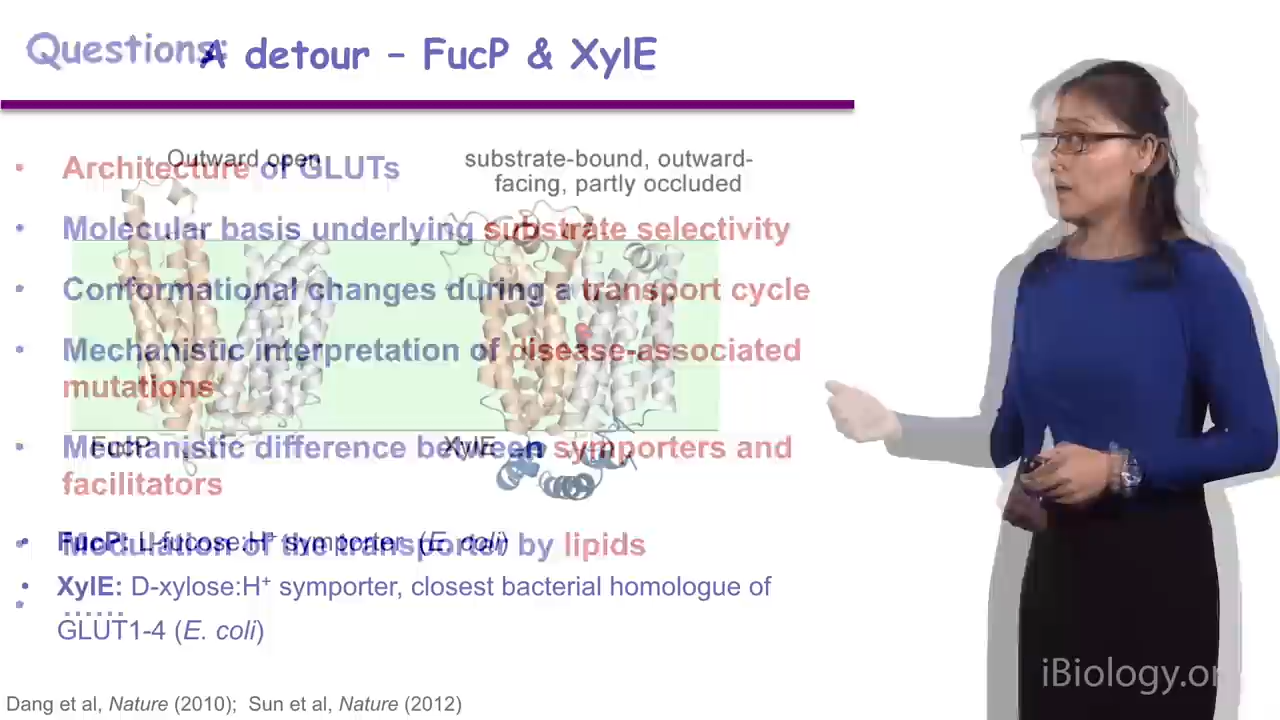 Questions:
A detour – FucP & XylE
Outward open
substrate-bound, outward-
facing, partly occluded
• Architecture of GLUTs
• Molecular basis underlying substrate selectivity
• Conformational changes during a transport cycle
• Mechanistic interpretation of disease-associated
mutations
FucP
XylE
• Mechanistic difference between symporters and
facilitators
• FucP: L-fucose:H⁺ symporter (E. coli)
• Modulation of the transporter by lipids
• XylE: D-xylose:H⁺ symporter, closest bacterial homologue of
GLUT1-4 (E. coli)
• ......
Dang et al, Nature (2010); Sun et al, Nature (2012)
iBiology.or